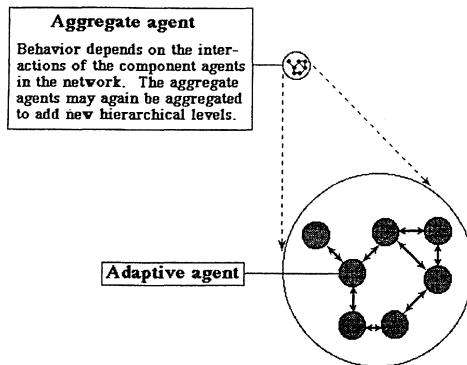 Aggregate agent
Behavior depends on the inter-
actions of the component agents
in the network. The aggregate
agents may again be aggregated
to add new hierarchical levels.
Adaptive agent